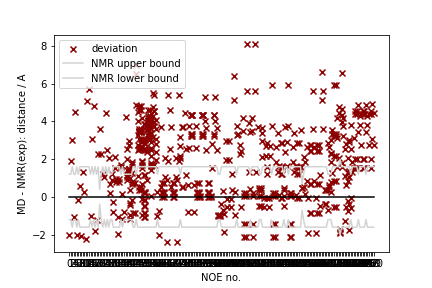 deviation
NMR upper bound
NMR lower bound
8
6
4
2
0
−2
MD - NMR(exp): distance / A
NOE no.